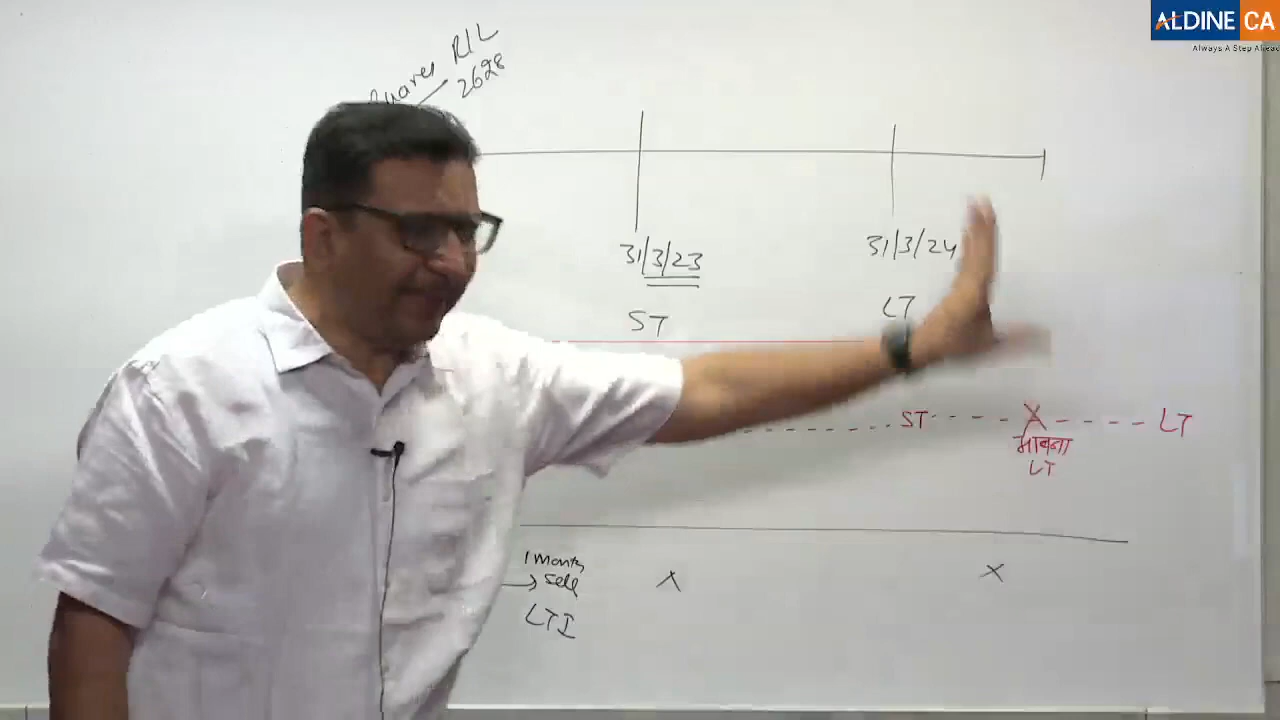 ALDINE CA
Always A Step Ahead
RIL
2628
31/3/23
31/3/24
ST
LT
ST
X
LT
भावना
LT
1 month
sell
X
X
LTI